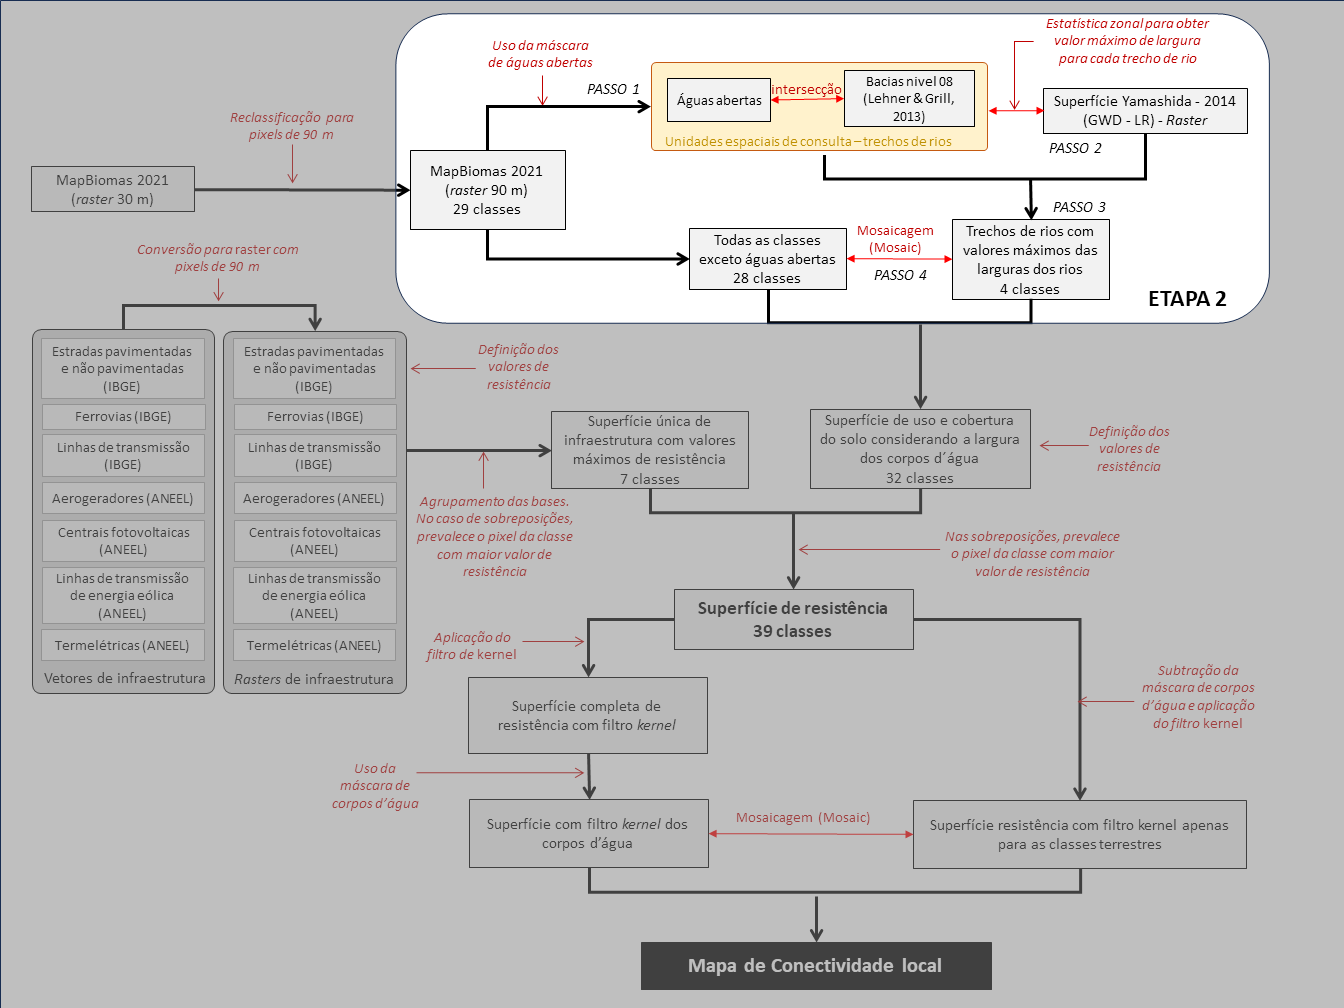 Estatística zonal para obter
valor máximo de largura
para cada trecho de rio
Uso da máscara
de águas abertas
PASSO 1
Águas abertas
intersecção
Bacias nivel 08
(Lehner & Grill,
2013)
Unidades espaciais de consulta – trechos de rios
Superfície Yamashida - 2014
(GWD - LR) - Raster
PASSO 2
Reclassificação para
pixels de 90 m
MapBiomas 2021
(raster 30 m)
MapBiomas 2021
(raster 90 m)
29 classes
PASSO 3
Todas as classes
exceto águas abertas
28 classes
Mosaicagem
(Mosaic)
PASSO 4
Trechos de rios com
valores máximos das
larguras dos rios
4 classes
ETAPA 2
Conversão para raster com
pixels de 90 m
Estradas pavimentadas
e não pavimentadas
(IBGE)
Ferrovias (IBGE)
Linhas de transmissão
(IBGE)
Aerogeradores (ANEEL)
Centrais fotovoltaicas
(ANEEL)
Linhas de transmissão
de energia eólica
(ANEEL)
Termelétricas (ANEEL)
Vetores de infraestrutura
Estradas pavimentadas
e não pavimentadas
(IBGE)
Ferrovias (IBGE)
Linhas de transmissão
(IBGE)
Aerogeradores (ANEEL)
Centrais fotovoltaicas
(ANEEL)
Linhas de transmissão
de energia eólica
(ANEEL)
Termelétricas (ANEEL)
Rasters de infraestrutura
Definição dos
valores de
resistência
Superfície única de
infraestrutura com valores
máximos de resistência
7 classes
Superfície de uso e cobertura
do solo considerando a largura
dos corpos d´água
32 classes
Definição dos
valores de
resistência
Agrupamento das bases.
No caso de sobreposições,
prevalece o pixel da classe
com maior valor de
resistência
Nas sobreposições, prevalece
o pixel da classe com maior
valor de resistência
Superfície de resistência
39 classes
Aplicação do
filtro de kernel
Superfície completa de
resistência com filtro kernel
Subtração da
máscara de corpos
d’água e aplicação
do filtro kernel
Uso da
máscara de
corpos d’água
Superfície com filtro kernel dos
corpos d’água
Mosaicagem (Mosaic)
Superfície resistência com filtro kernel apenas
para as classes terrestres
Mapa de Conectividade local